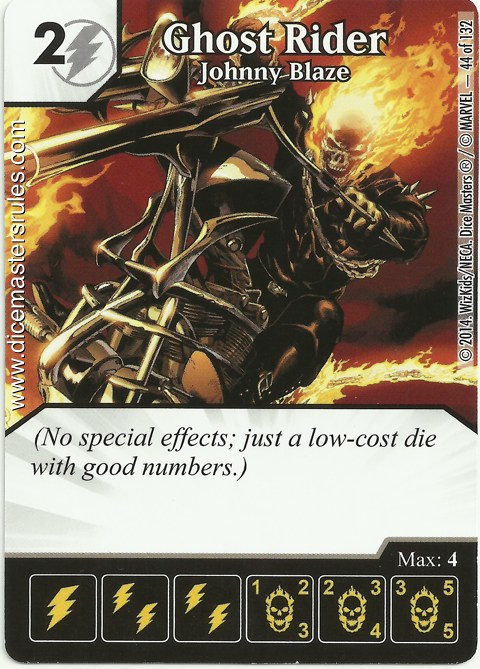 2
Ghost Rider
Johnny Blaze
www.dicemastersrules.com
© 2014. WizKids/NECA. Dice Masters ® / © MARVEL — 44 of 132
(No special effects; just a low-cost die
with good numbers.)
Max: 4
1 2 3
2 3 4
3 5 5